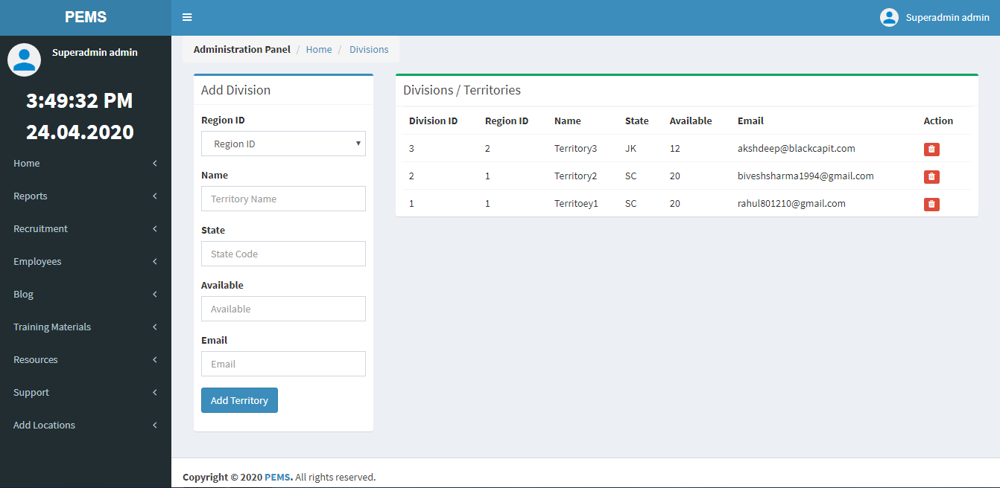 PEMS
Superadmin admin
Superadmin admin
3:49:32 PM
24.04.2020
Home
Reports
Recruitment
Employees
Blog
Training Materials
Resources
Support
Add Locations
Administration Panel / Home / Divisions
Add Division
Region ID
Region ID
Name
Territory Name
State
State Code
Available
Available
Email
Email
Add Territory
Divisions / Territories
Division ID Region ID Name State Available Email Action
3 2 Territory3 JK 12 akshdeep@blackcapit.com
2 1 Territory2 SC 20 biveshsharma1994@gmail.com
1 1 Territoey1 SC 20 rahul801210@gmail.com
Copyright © 2020 PEMS. All rights reserved.